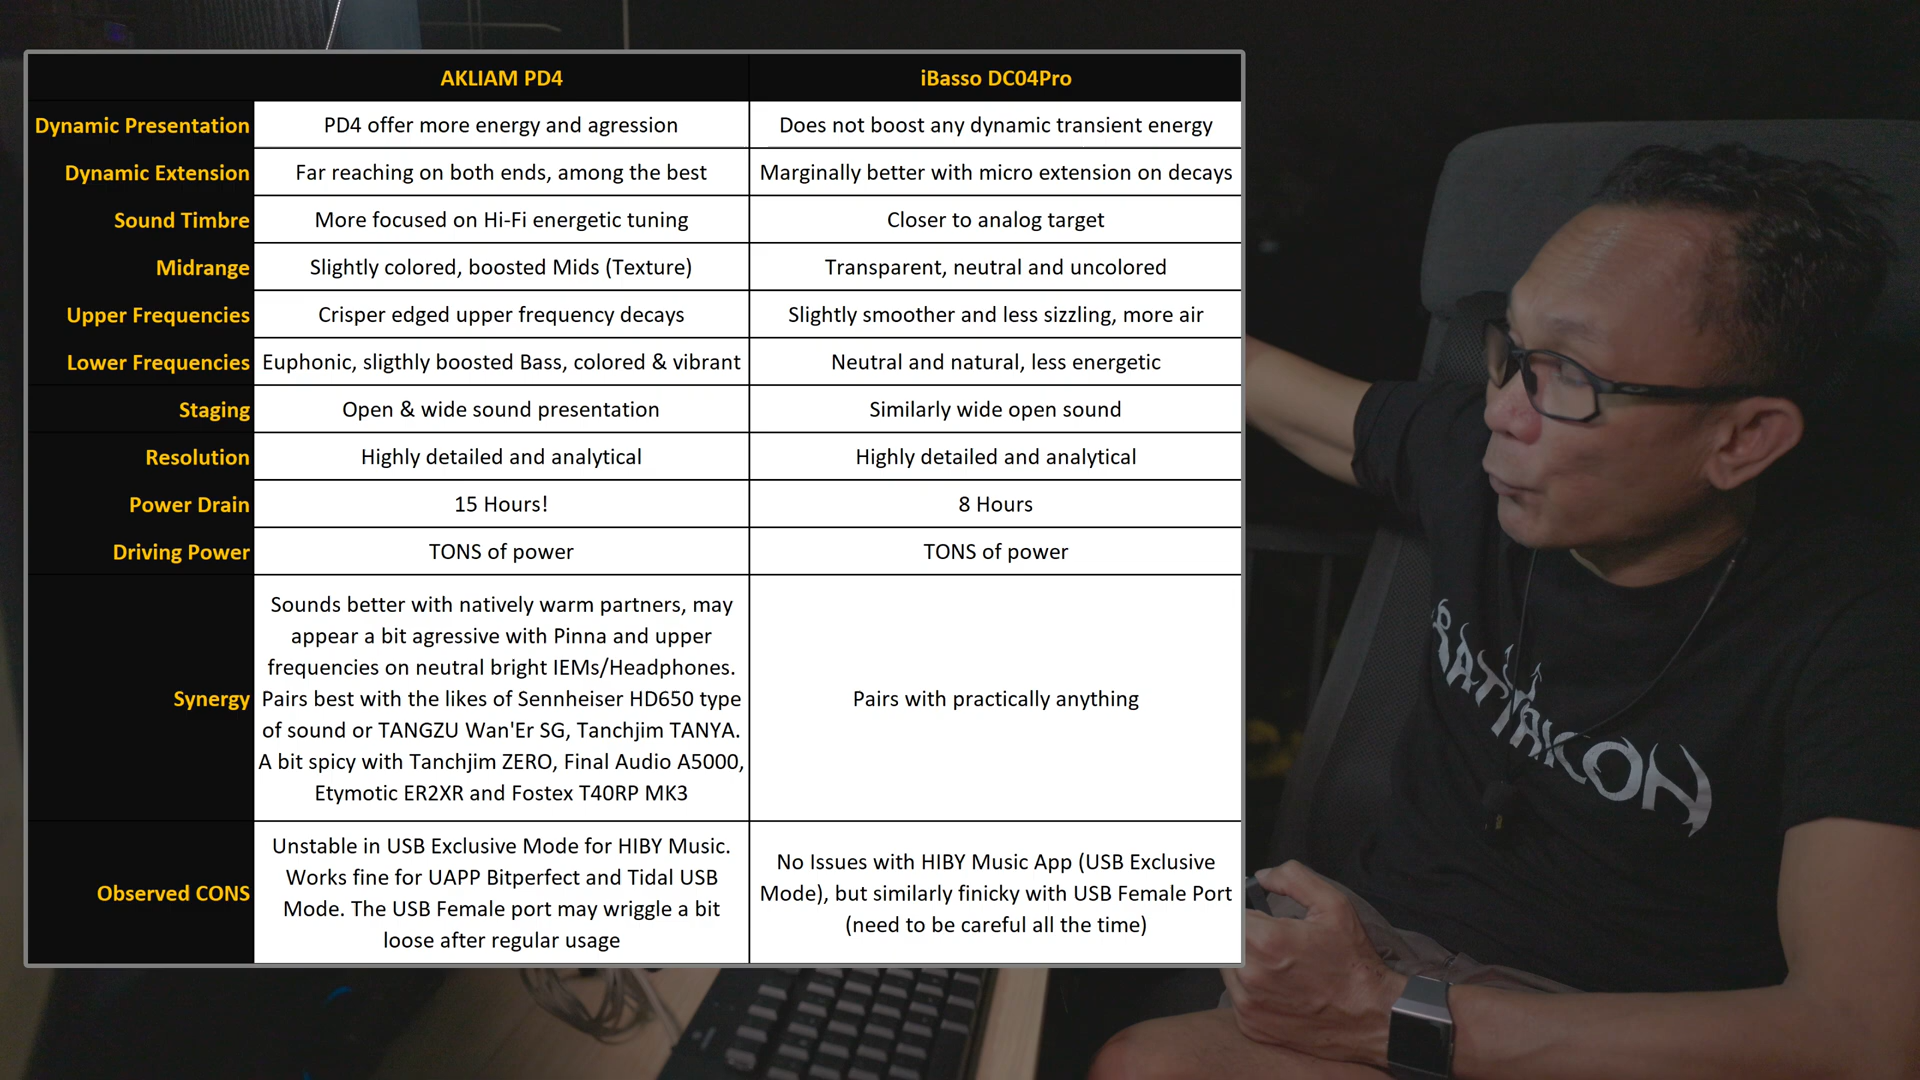 AKLIAM PD4
iBasso DC04Pro
Dynamic Presentation
PD4 offer more energy and agression
Does not boost any dynamic transient energy
Dynamic Extension
Far reaching on both ends, among the best
Marginally better with micro extension on decays
Sound Timbre
More focused on Hi-Fi energetic tuning
Closer to analog target
Midrange
Slightly colored, boosted Mids (Texture)
Transparent, neutral and uncolored
Upper Frequencies
Crisper edged upper frequency decays
Slightly smoother and less sizzling, more air
Lower Frequencies
Euphonic, sligthly boosted Bass, colored & vibrant
Neutral and natural, less energetic
Staging
Open & wide sound presentation
Similarly wide open sound
Resolution
Highly detailed and analytical
Highly detailed and analytical
Power Drain
15 Hours!
8 Hours
Driving Power
TONS of power
TONS of power
Synergy
Sounds better with natively warm partners, may
appear a bit agressive with Pinna and upper
frequencies on neutral bright IEMs/Headphones.
Pairs best with the likes of Sennheiser HD650 type
of sound or TANGZU Wan'Er SG, Tanchjim TANYA.
A bit spicy with Tanchjim ZERO, Final Audio A5000,
Etymotic ER2XR and Fostex T40RP MK3
Pairs with practically anything
Observed CONS
Unstable in USB Exclusive Mode for HIBY Music.
Works fine for UAPP Bitperfect and Tidal USB
Mode. The USB Female port may wriggle a bit
loose after regular usage
No Issues with HIBY Music App (USB Exclusive
Mode), but similarly finicky with USB Female Port
(need to be careful all the time)
RATTAICON